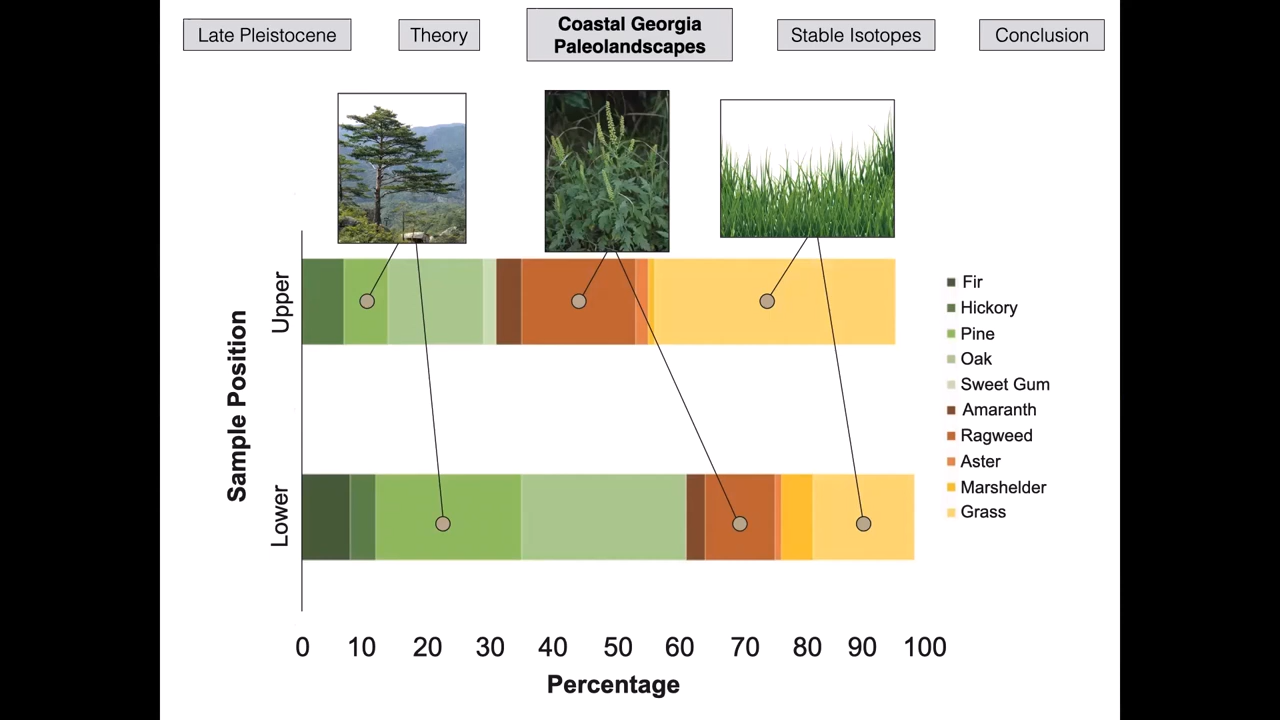 Late Pleistocene
Theory
Coastal Georgia
Paleolandscapes
Stable Isotopes
Conclusion
Sample Position
Upper
Lower
Fir
Hickory
Pine
Oak
Sweet Gum
Amaranth
Ragweed
Aster
Marshelder
Grass
0 10 20 30 40 50 60 70 80 90 100
Percentage